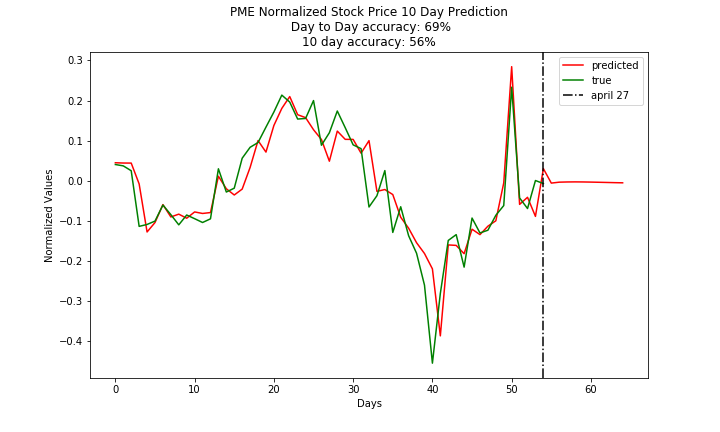 PME Normalized Stock Price 10 Day Prediction
Day to Day accuracy: 69%
10 day accuracy: 56%
predicted
true
april 27
0.3
0.2
0.1
0.0
−0.1
−0.2
−0.3
−0.4
Normalized Values
0 10 20 30 40 50 60
Days